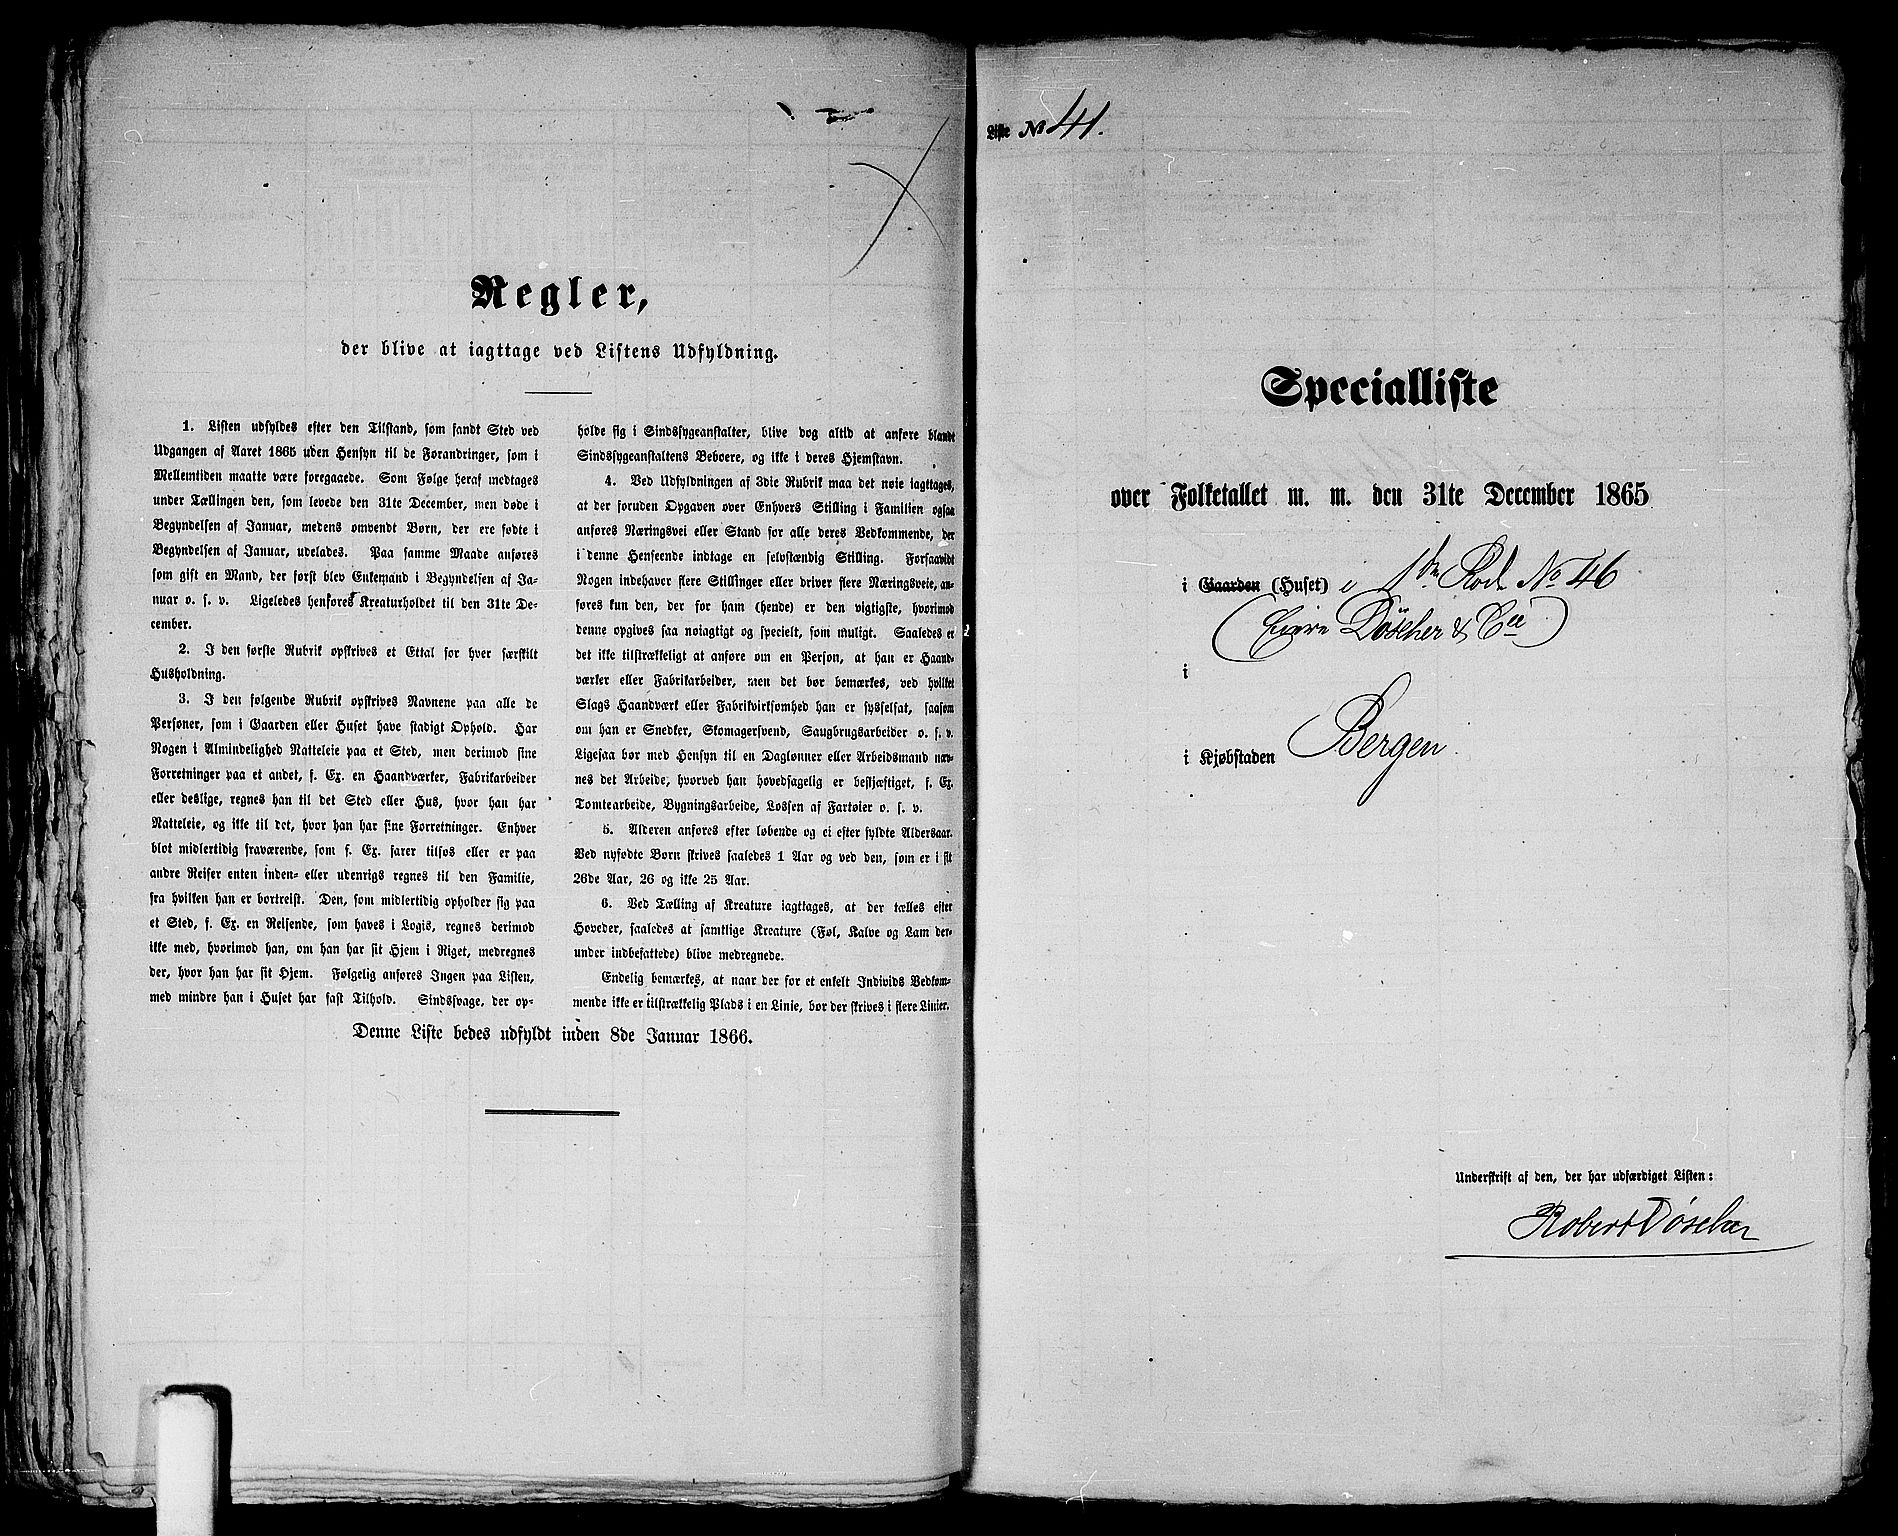 Regler,
der blive at iagttage ved Listens Udfyldning.
1. Listen udfyldes efter den Tilstand, som fandt Sted ved
Udgangen af Aaret 1865 uden Hensyn til de Forandringer, som i
Mellemtiden maatte være foregaaede. Som Følge heraf medtages
under Tællingen den, som levede den 31te December, men døde i
Begyndelsen af Januar, medens omvendt Børn, der ere fødte i
Begyndelsen af Januar, udelades. Paa samme Maade anføres
som gift en Mand, der først blev Enkemand i Begyndelsen af Ja-
nuar o. s. v. Ligeledes henføres Kreaturholdet til den 31te De-
cember.
2. I den første Rubrik opskrives et Ettal for hver særskilt
Husholdning.
3. I den følgende Rubrik opskrives Navnene paa alle de
Personer, som i Gaarden eller Huset have stadigt Ophold. Har
Nogen i Almindelighed Natteleie paa et Sted, men derimod sine
Forretninger paa et andet, f. Ex. en Haandværker, Fabrikarbeider
eller deslige, regnes han til det Sted eller Hus, hvor han har
Natteleie, og ikke til det, hvor han har sine Forretninger. Enhver
blot midlertidig fraværende, som f. Ex. farer tilsøs eller er paa
andre Reiser enten inden- eller udenrigs regnes til den Familie,
fra hvilken han er bortreist. Den, som midlertidig opholder sig paa
et Sted, f. Ex. en Reisende, som haves i Logis, regnes derimod
ikke med, hvorimod han, om han har sit Hjem i Riget, medregnes
der, hvor han har sit Hjem. Følgelig anføres Ingen paa Listen,
med mindre han i Huset har fast Tilhold. Sindssvage, der op-
holde sig i Sindssygeanstalter, blive dog altid at anføre blandt
Sindssygeanstaltens Beboere, og ikke i deres Hjemstavn.
4. Ved Udfyldningen af 3die Rubrik maa det nøie iagttages,
at der foruden Opgaven over Enhvers Stilling i Familien ogsaa
anføres Næringsvei eller Stand for alle deres Vedkommende, der
i denne Henseende indtage en selvstændig Stilling. Forsaavidt
Nogen indehaver flere Stillinger eller driver flere Næringsveie, an-
føres kun den, der for ham (hende) er den vigtigste, hvorimod
denne opgives saa nøiagtigt og specielt, som muligt. Saaledes er
det ikke tilstrækkeligt at anføre om en Person, at han er Haand-
værker eller Fabrikarbeider, men det bør bemærkes, ved hvilket
Slags Haandværk eller Fabrikvirksomhed han er sysselsat, saasom
om han er Snedker, Skomagersvend, Saugbrugsarbeider o. s. v.
Ligesaa bør med Hensyn til en Dagløunner eller Arbeidsmand næv-
nes det Arbeide, hvorved han hovedsagelig er beskjæftiget, f. Ex.
Tomtearbeide, Bygningsarbeide, Lossen af Fartøier o. s. v.
5. Alderen anføres efter løbende og ei efter fyldte Aldersaar.
Ved nyfødte Børn skrives saaledes 1 Aar og ved den, som er i sit
26de Aar, 26 og ikke 25 Aar.
6. Ved Tælling af Kreature iagttages, at der tælles efter
Hoveder, saaledes at samtlige Kreature (Føl, Kalve og Lam der-
under indbefattede) blive medregnede.
Endelig bemærkes, at naar der for et enkelt Individs Vedkom-
mende ikke er tilstrækkelig Plads i en Linie, bør der skrives i flere Linier.
Denne Liste bedes udfyldt inden 8de Januar 1866.
Liste No 41.
Specialliste
over Folketallet m. m. den 31te December 1865
i Gaarden (Huset) i 1ste Rode No 46
Døscher & Cee)
i
i Kjøbstaden Bergen
Underskrift af den, der har udfærdiget Listen:
Robert Döscher